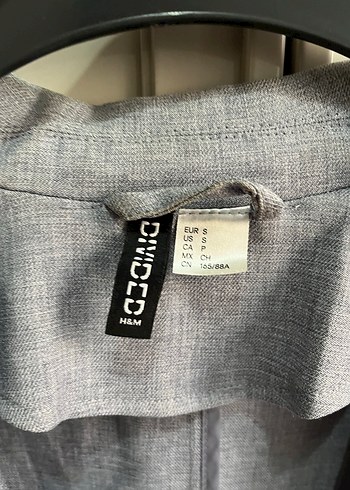 DIVIDED
H&M
EUR S
US S
CA P
MX CH
CN 165/88A